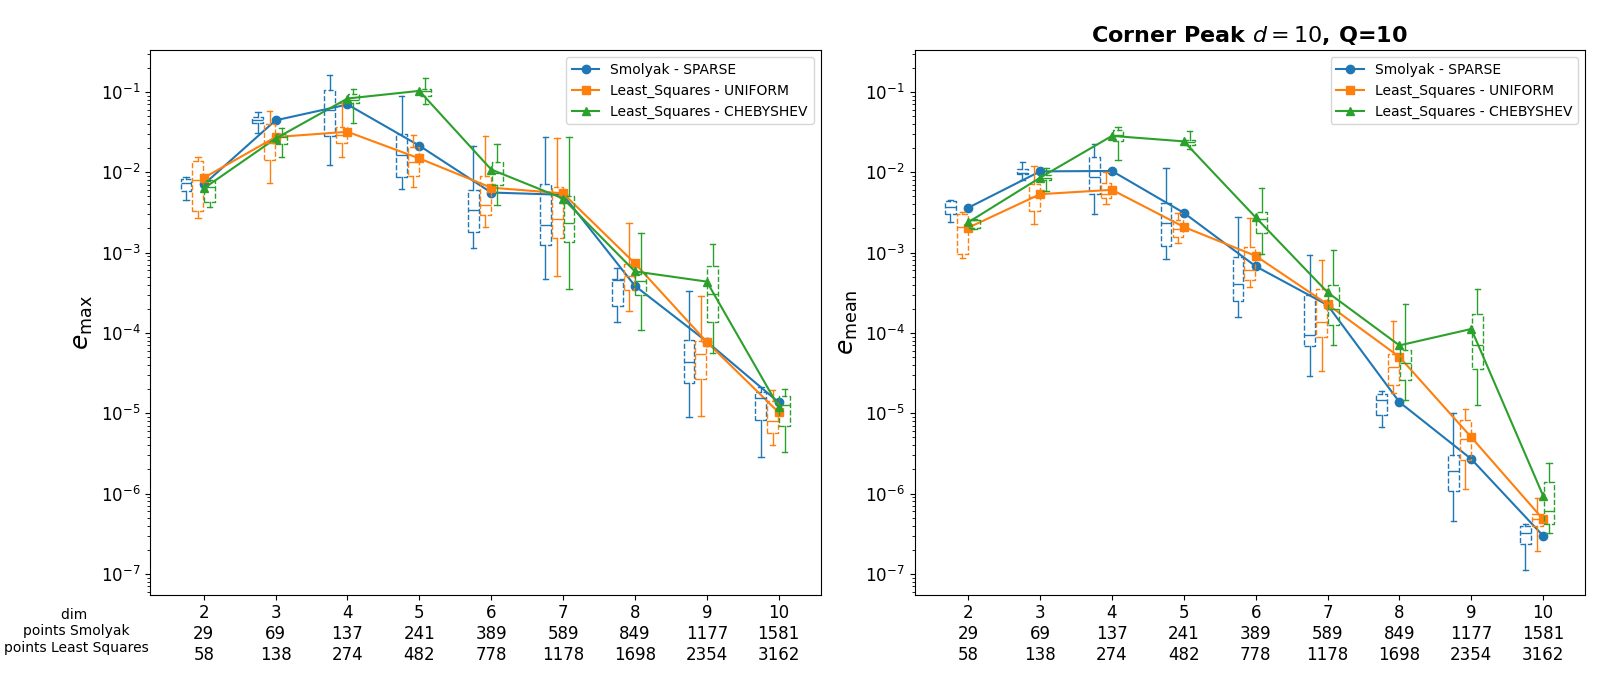 Corner Peak d = 10, Q=10
Smolyak - SPARSE
Least_Squares - UNIFORM
Least_Squares - CHEBYSHEV
10⁻¹
10⁻²
10⁻³
10⁻⁴
10⁻⁵
10⁻⁶
10⁻⁷
e_max
dim 2 3 4 5 6 7 8 9 10
points Smolyak 29 69 137 241 389 589 849 1177 1581
points Least Squares 58 138 274 482 778 1178 1698 2354 3162
Smolyak - SPARSE
Least_Squares - UNIFORM
Least_Squares - CHEBYSHEV
10⁻¹
10⁻²
10⁻³
10⁻⁴
10⁻⁵
10⁻⁶
10⁻⁷
e_mean
2 3 4 5 6 7 8 9 10
29 69 137 241 389 589 849 1177 1581
58 138 274 482 778 1178 1698 2354 3162